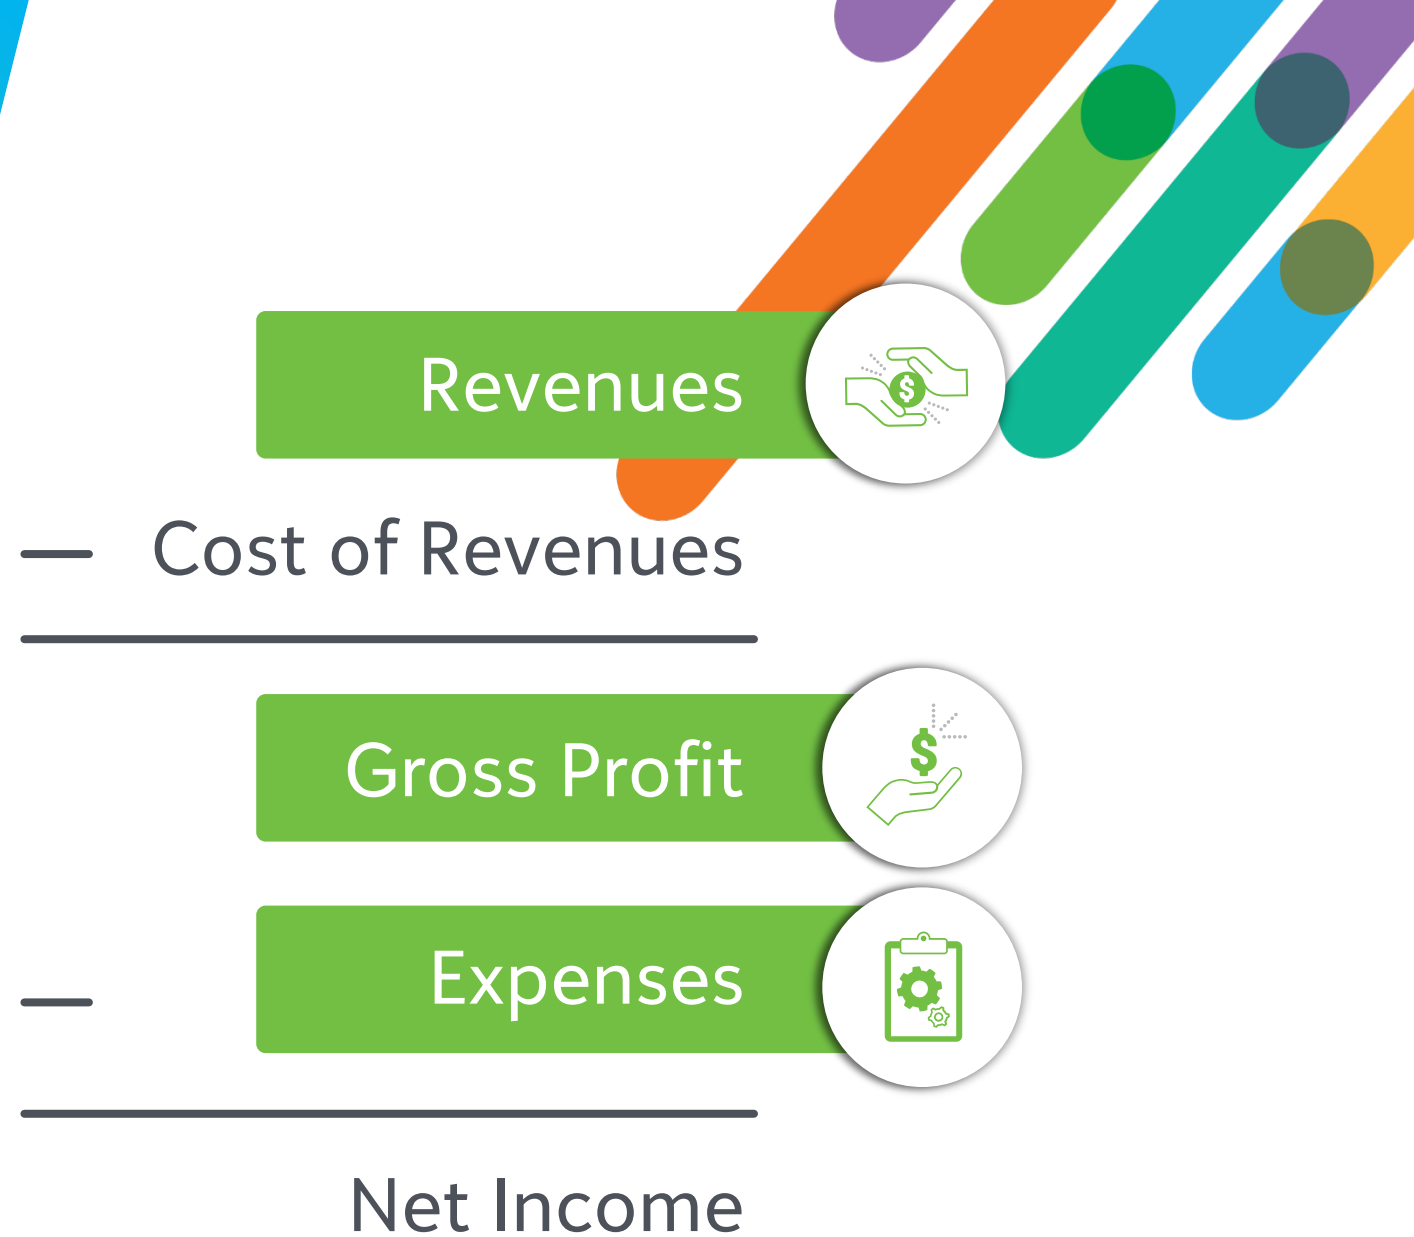 Revenues
— Cost of Revenues
Gross Profit
— Expenses
Net Income